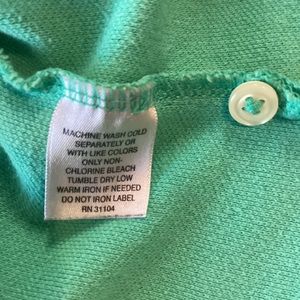 MACHINE WASH COLD
SEPARATELY OR
WITH LIKE COLORS
ONLY NON-
CHLORINE BLEACH
TUMBLE DRY LOW
WARM IRON IF NEEDED
DO NOT IRON LABEL
RN 31104